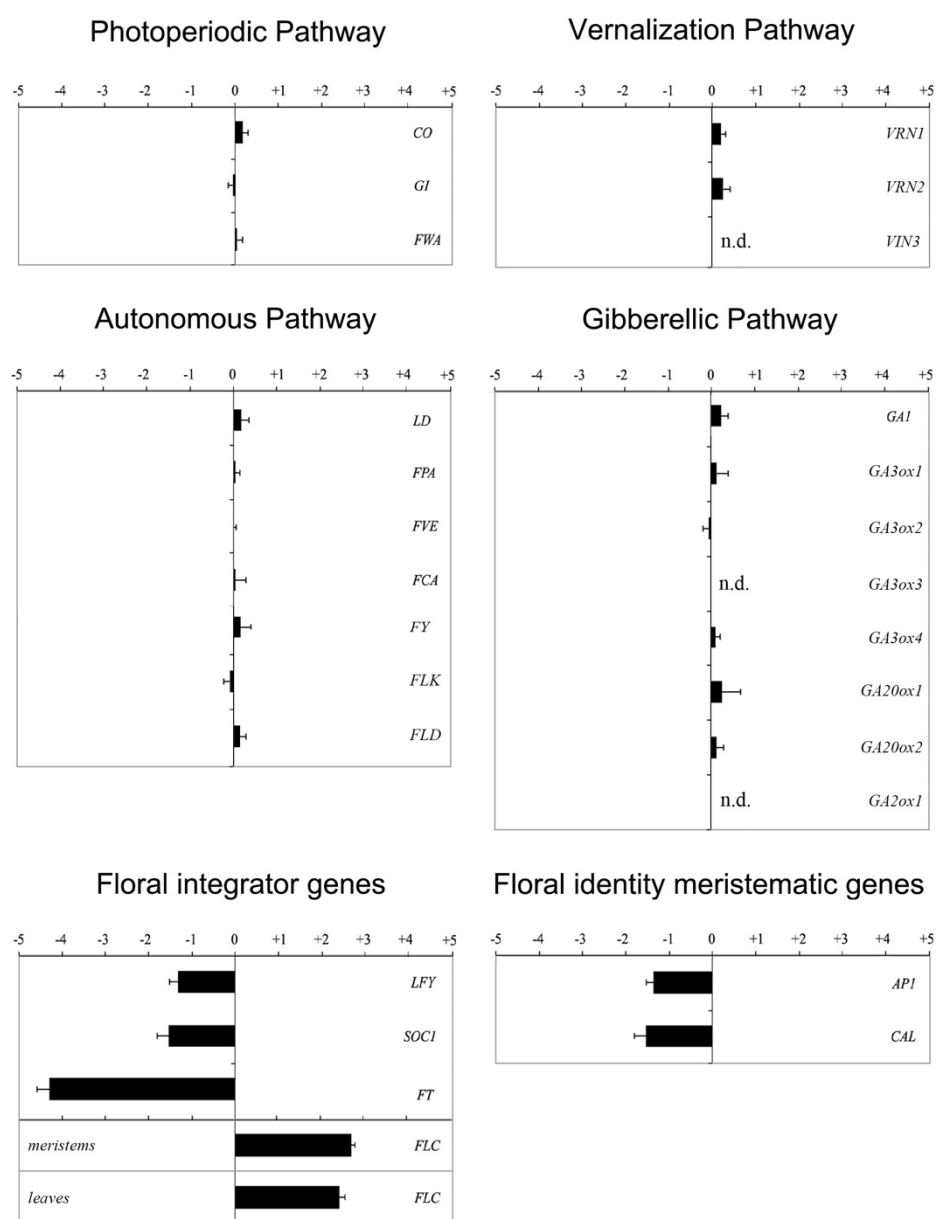 Photoperiodic Pathway
-5 -4 -3 -2 -1 0 +1 +2 +3 +4 +5
CO
GI
FWA
Vernalization Pathway
-5 -4 -3 -2 -1 0 +1 +2 +3 +4 +5
VRN1
VRN2
n.d. VIN3
Autonomous Pathway
-5 -4 -3 -2 -1 0 +1 +2 +3 +4 +5
LD
FPA
FVE
FCA
FY
FLK
FLD
Gibberellic Pathway
-5 -4 -3 -2 -1 0 +1 +2 +3 +4 +5
GA1
GA3ox1
GA3ox2
n.d. GA3ox3
GA3ox4
GA20ox1
GA20ox2
n.d. GA2ox1
Floral integrator genes
-5 -4 -3 -2 -1 0 +1 +2 +3 +4 +5
LFY
SOC1
FT
meristems FLC
leaves FLC
Floral identity meristematic genes
-5 -4 -3 -2 -1 0 +1 +2 +3 +4 +5
AP1
CAL